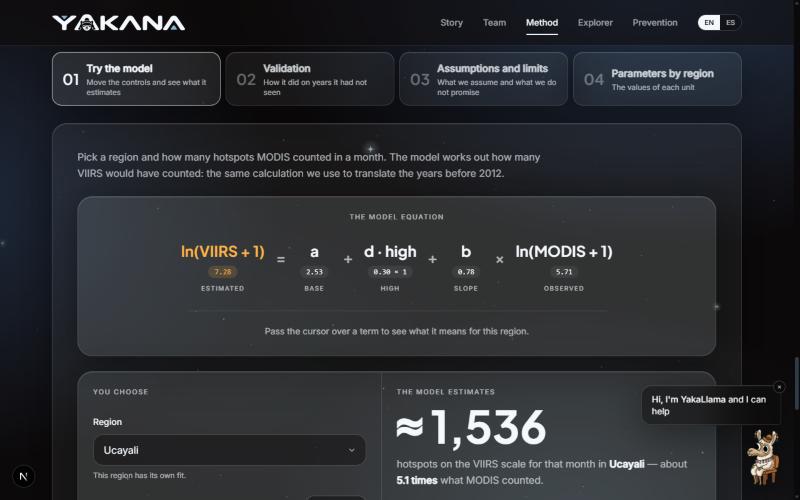 YAKANA
Story
Team
Method
Explorer
Prevention
EN
ES
01
Try the model
Move the controls and see what it
estimates
02
Validation
How it did on years it had not
seen
03
Assumptions and limits
What we assume and what we do
not promise
04
Parameters by region
The values of each unit
Pick a region and how many hotspots MODIS counted in a month. The model works out how many
VIIRS would have counted: the same calculation we use to translate the years before 2012.
THE MODEL EQUATION
ln(VIIRS + 1) = a + d · high + b × ln(MODIS + 1)
7.28 2.53 0.30 × 1 0.78 5.71
ESTIMATED BASE HIGH SLOPE OBSERVED
Pass the cursor over a term to see what it means for this region.
YOU CHOOSE
Region
Ucayali
This region has its own fit.
THE MODEL ESTIMATES
≈1,536
hotspots on the VIIRS scale for that month in Ucayali — about
5.1 times what MODIS counted.
Hi, I'm YakaLlama and I can
help
×
N